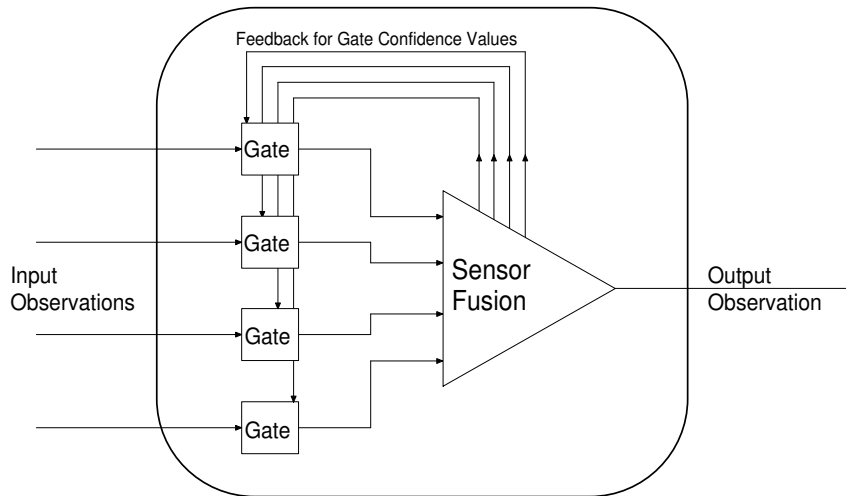 Feedback for Gate Confidence Values
Gate
Gate
Gate
Gate
Input
Observations
Sensor
Fusion
Output
Observation